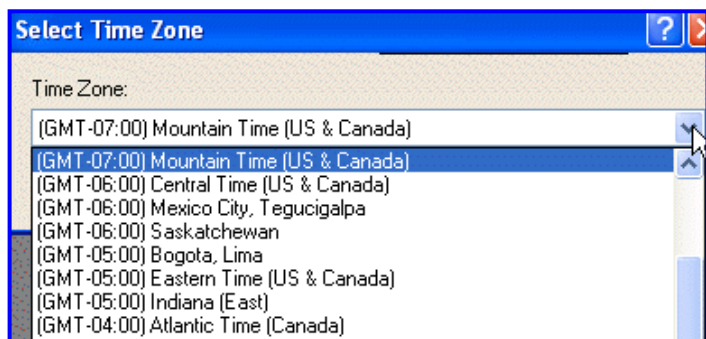 Select Time Zone
Time Zone:
(GMT-07:00) Mountain Time (US & Canada)
(GMT-07:00) Mountain Time (US & Canada)
(GMT-06:00) Central Time (US & Canada)
(GMT-06:00) Mexico City, Tegucigalpa
(GMT-06:00) Saskatchewan
(GMT-05:00) Bogota, Lima
(GMT-05:00) Eastern Time (US & Canada)
(GMT-05:00) Indiana (East)
(GMT-04:00) Atlantic Time (Canada)